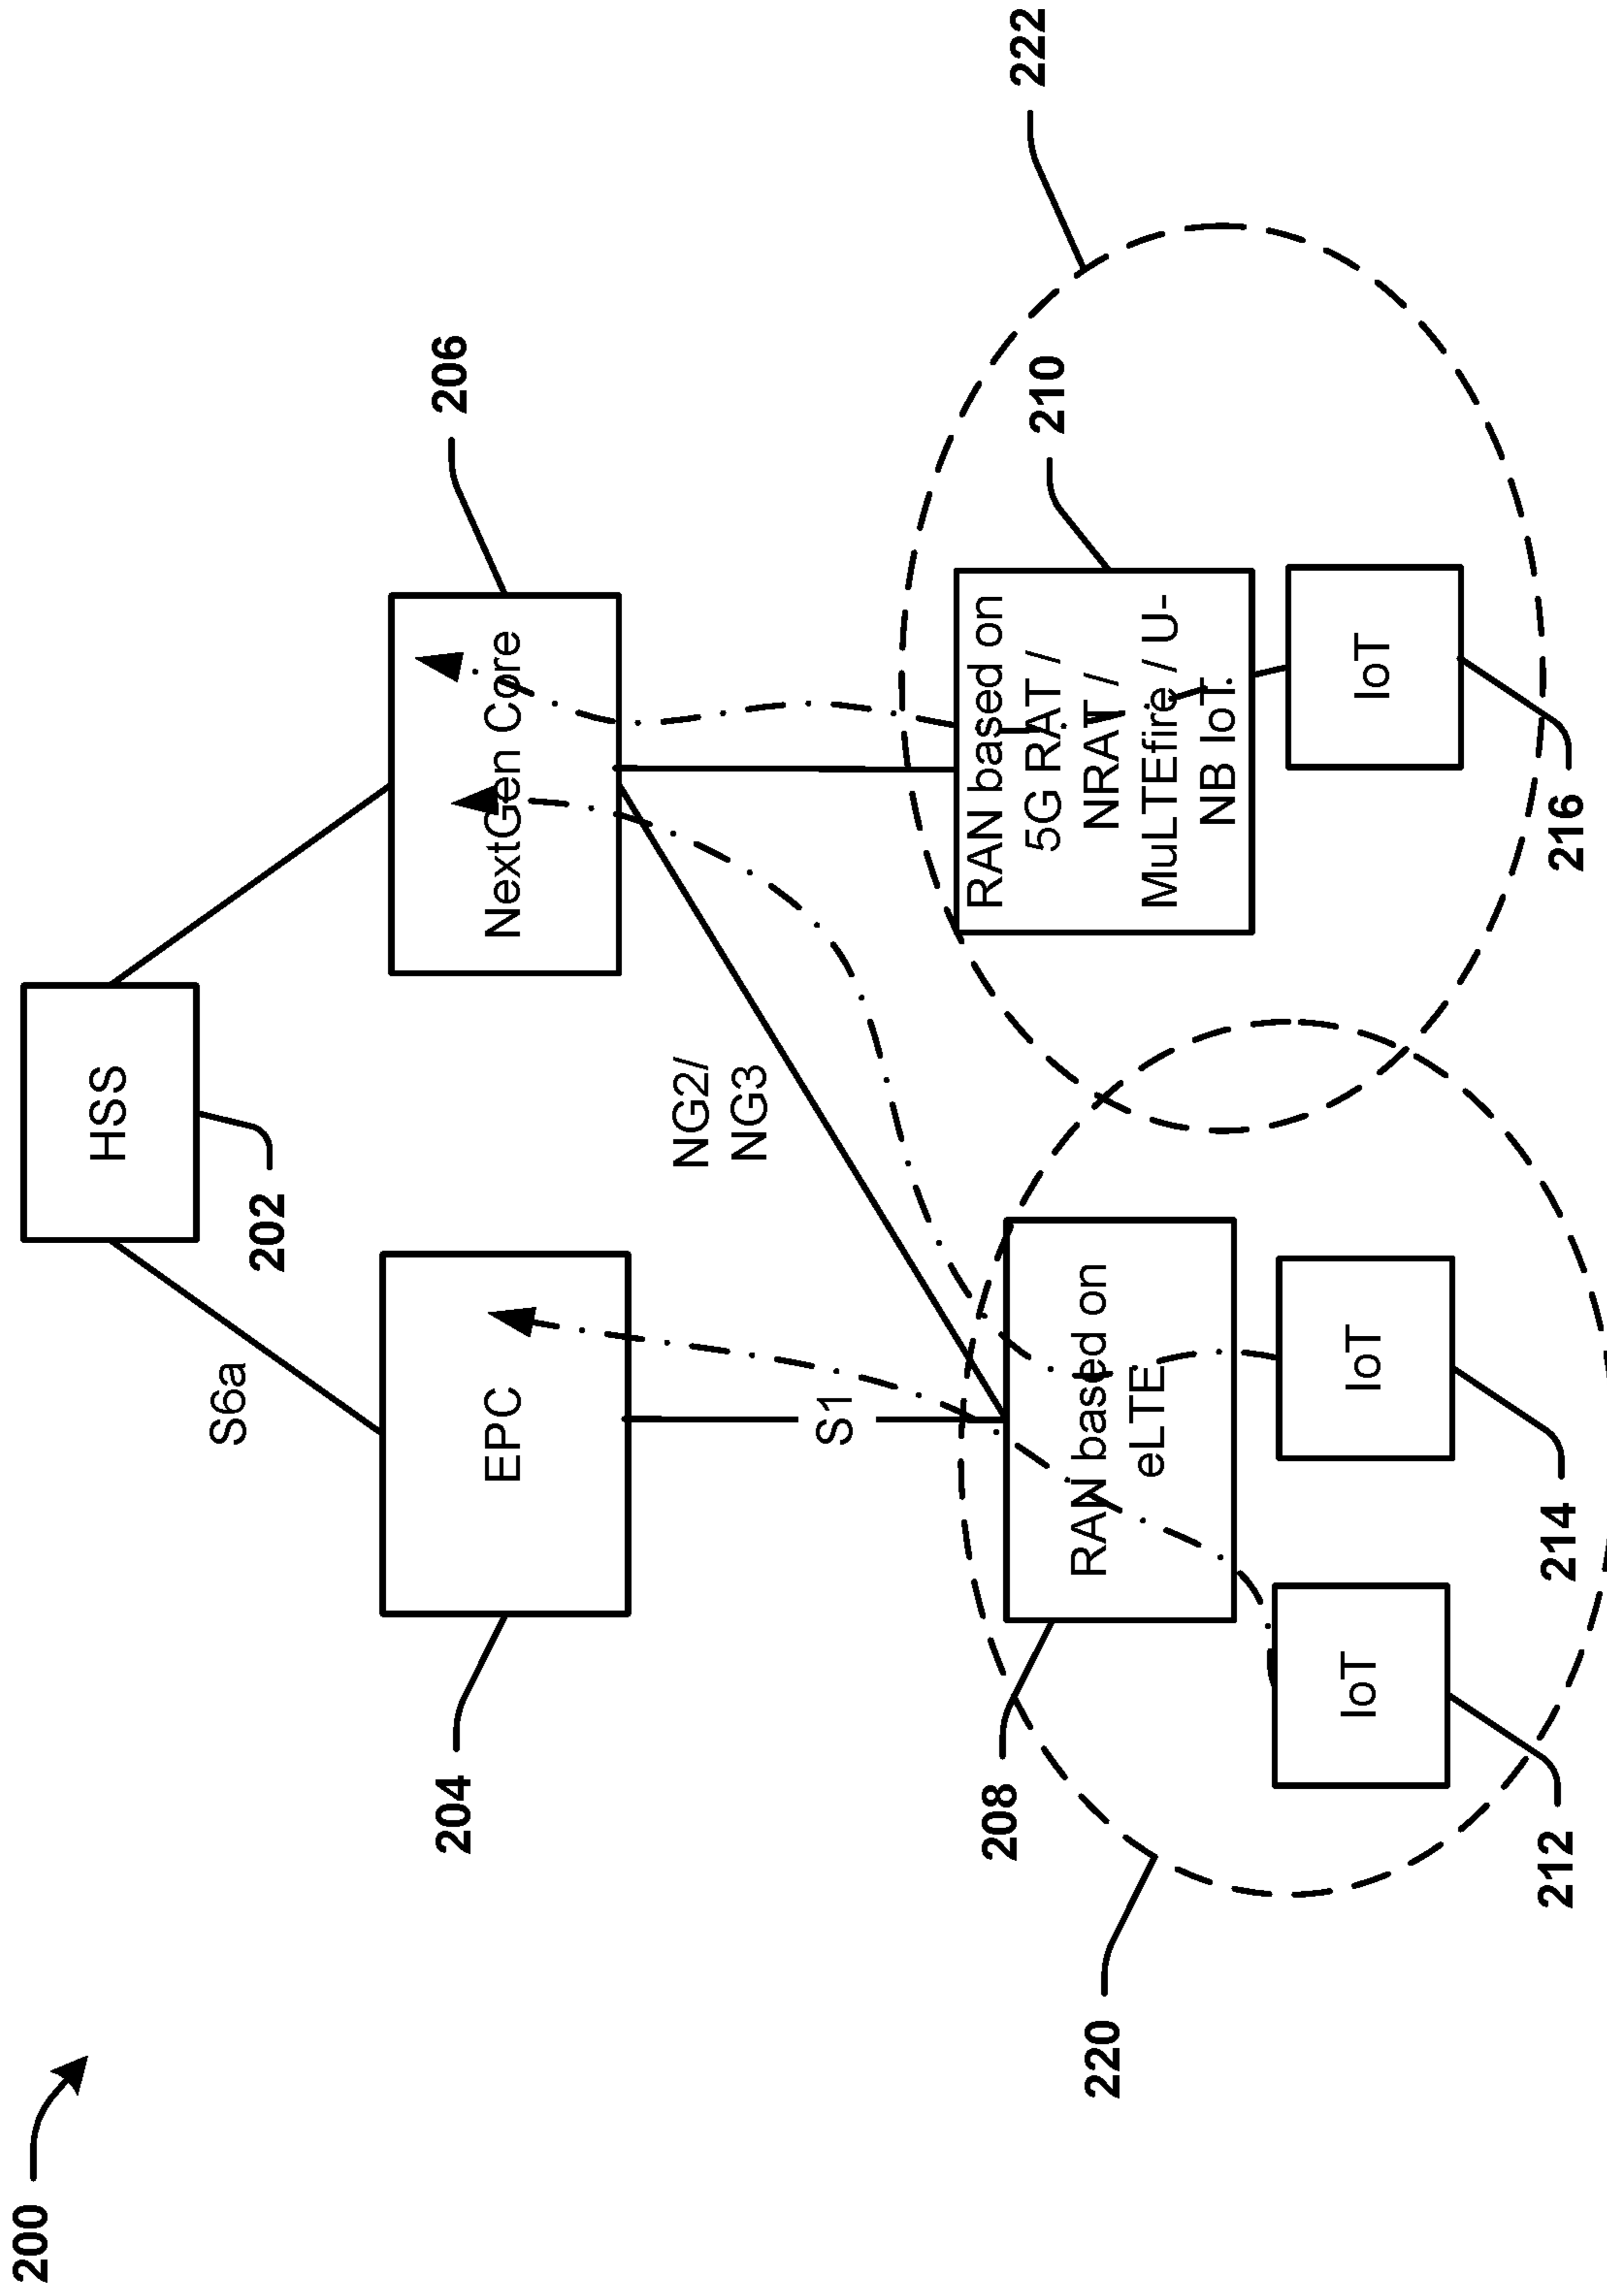 200
HSS
202
S6a
EPC
204
NextGen Core
206
S1
NG2/
NG3
RAN based on
eLTE
208
RAN based on
5G RAT /
NRAT /
MuLTEfire / U-
NB IoT.
210
222
220
IoT
212
IoT
214
IoT
216